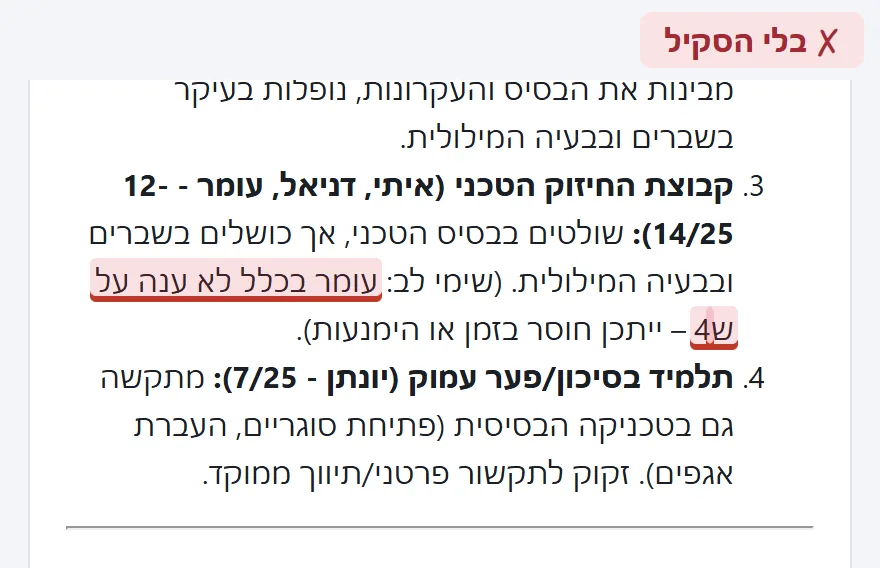 ✗ בלי הסקיל
מבינות את הבסיס והעקרונות, נופלות בעיקר
בשברים ובבעיה המילולית.
3. קבוצת החיזוק הטכני (איתי, דניאל, עומר - 12-
14/25): שולטים בבסיס הטכני, אך כושלים בשברים
ובבעיה המילולית. (שימי לב: עומר בכלל לא ענה על
ש4 – ייתכן חוסר בזמן או הימנעות).
4. תלמיד בסיכון/פער עמוק (יונתן - 7/25): מתקשה
גם בטכניקה הבסיסית (פתיחת סוגריים, העברת
אגפים). זקוק לתקשור פרטני/תיווך ממוקד.